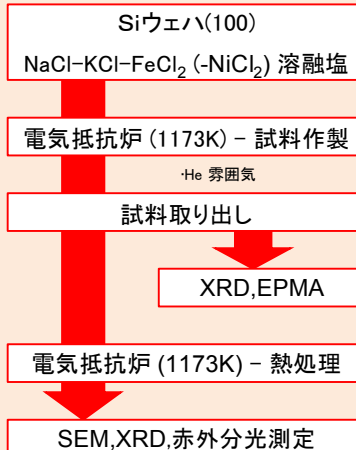 Siウェハ(100)
NaCl−KCl−FeCl₂ (-NiCl₂) 溶融塩
電気抵抗炉 (1173K) − 試料作製
・He 雰囲気
試料取り出し
XRD,EPMA
電気抵抗炉 (1173K) − 熱処理
SEM,XRD,赤外分光測定